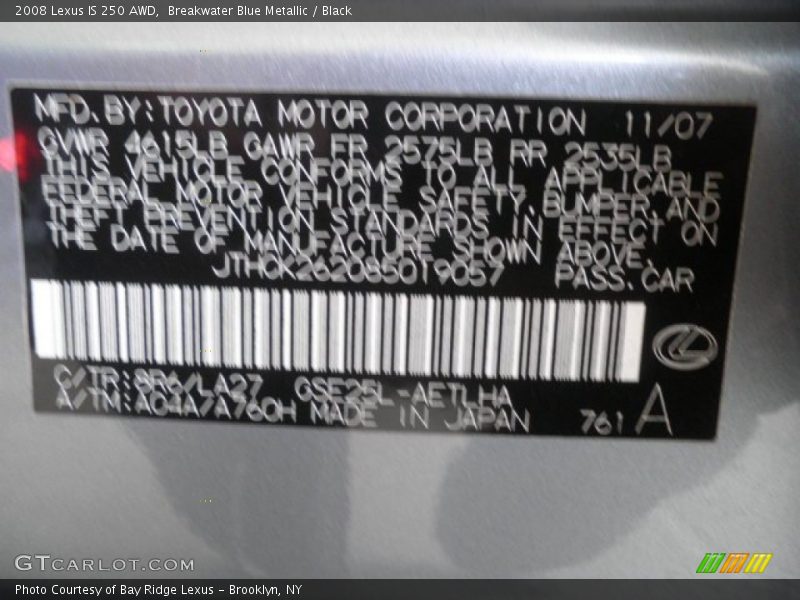 2008 Lexus IS 250 AWD, Breakwater Blue Metallic / Black
MFD.BY:TOYOTA MOTOR CORPORATION 11/07
GVWR 4615LB GAWR FR 2575LB RR 2535LB
THIS VEHICLE CONFORMS TO ALL APPLICABLE
FEDERAL MOTOR VEHICLE SAFETY,BUMPER,AND
THEFT PREVENTION STANDARDS IN EFFECT ON
THE DATE OF MANUFACTURE SHOWN ABOVE.
JTHCK262085019057 PASS.CAR
C/TR:8R6/LA27 GSE25L-AETLHA
A/TM:A04A/A760H MADE IN JAPAN 761 A
GTCARLOT.COM
Photo Courtesy of Bay Ridge Lexus – Brooklyn, NY